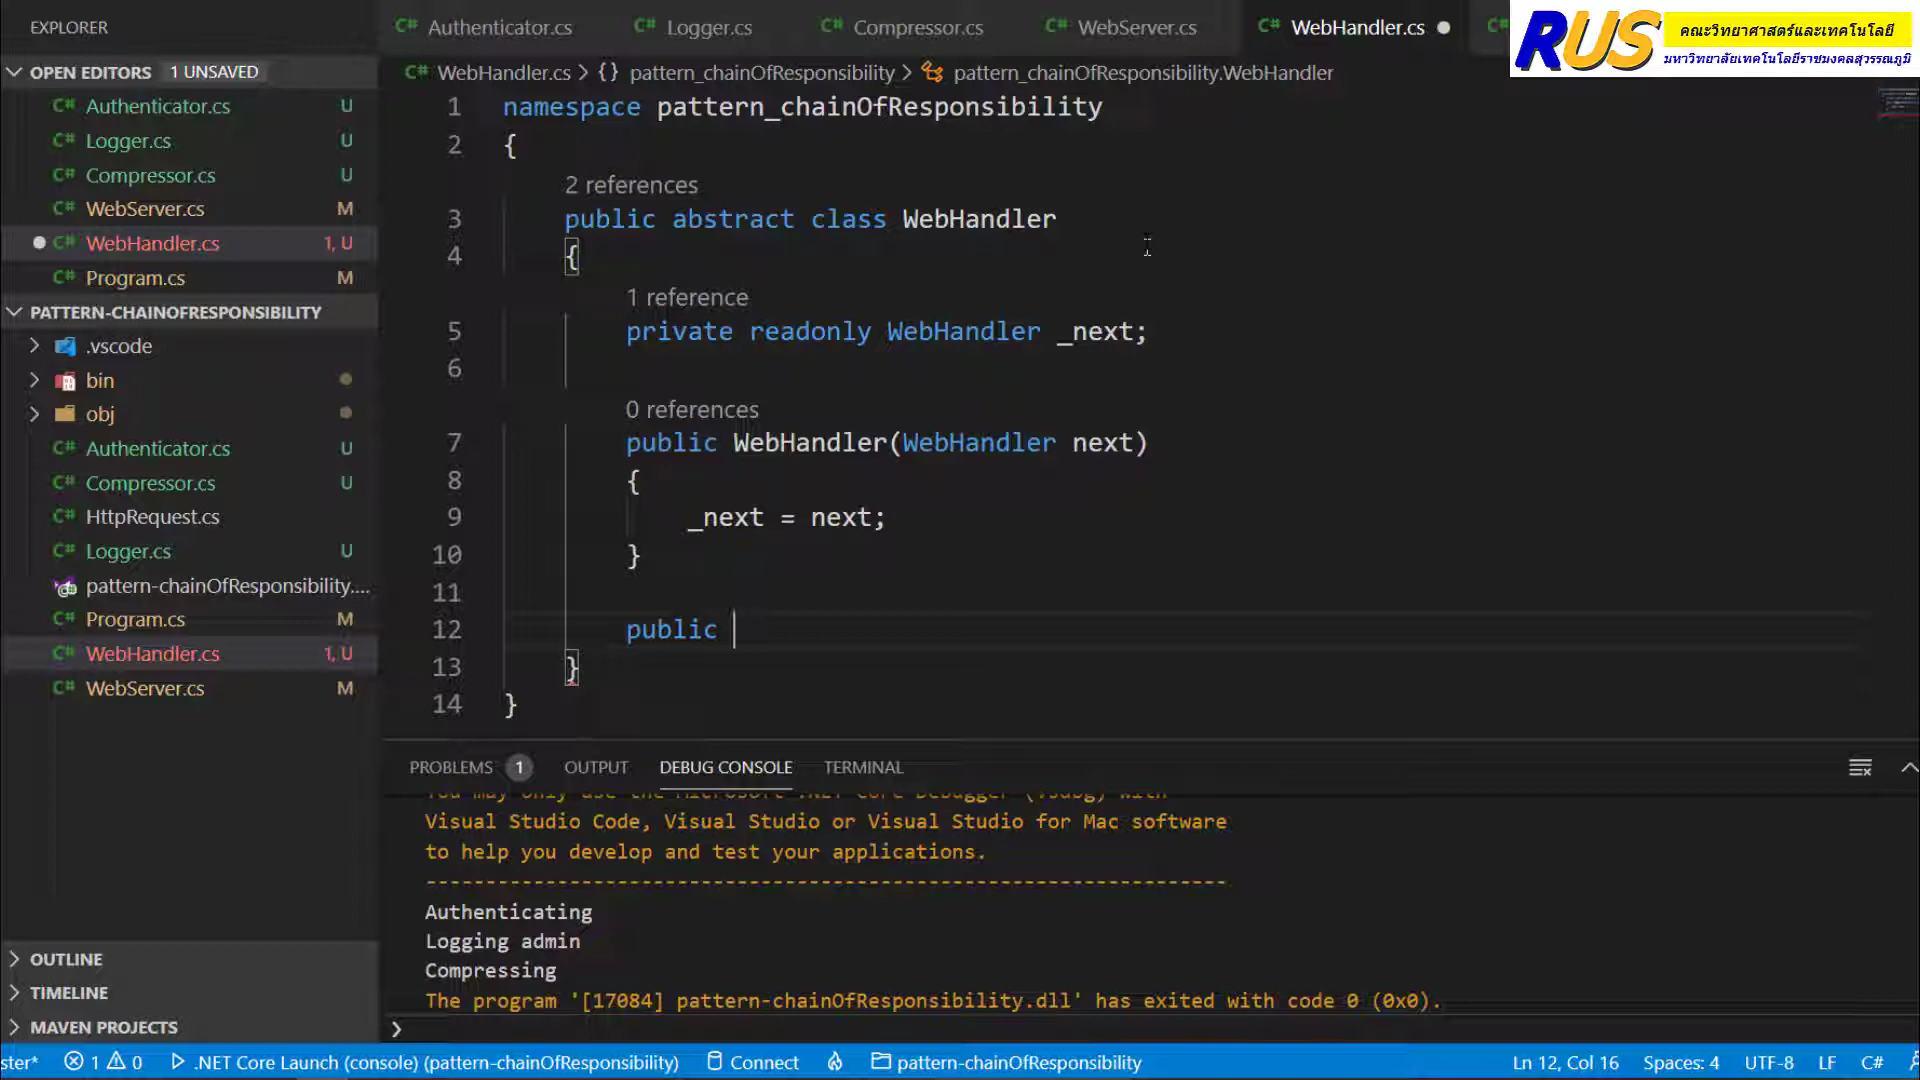 EXPLORER
OPEN EDITORS 1 UNSAVED
Authenticator.cs U
Logger.cs U
Compressor.cs U
WebServer.cs M
WebHandler.cs 1, U
Program.cs M
PATTERN-CHAINOFRESPONSIBILITY
.vscode
bin
obj
Authenticator.cs U
Compressor.cs U
HttpRequest.cs
Logger.cs U
pattern-chainOfResponsibility....
Program.cs M
WebHandler.cs 1, U
WebServer.cs M
OUTLINE
TIMELINE
MAVEN PROJECTS
Authenticator.cs Logger.cs Compressor.cs WebServer.cs WebHandler.cs
RUS
คณะวิทยาศาสตร์และเทคโนโลยี
มหาวิทยาลัยเทคโนโลยีราชมงคลสุวรรณภูมิ
WebHandler.cs > {} pattern_chainOfResponsibility > pattern_chainOfResponsibility.WebHandler
1 namespace pattern_chainOfResponsibility
2 {
2 references
3 public abstract class WebHandler
4 {
1 reference
5 private readonly WebHandler _next;
6
0 references
7 public WebHandler(WebHandler next)
8 {
9 _next = next;
10 }
11
12 public
13 }
14 }
PROBLEMS 1 OUTPUT DEBUG CONSOLE TERMINAL
You may only use the Microsoft .NET Core Debugger (vsdbg) with
Visual Studio Code, Visual Studio or Visual Studio for Mac software
to help you develop and test your applications.
-------------------------------------------------------------------
Authenticating
Logging admin
Compressing
The program '[17084] pattern-chainOfResponsibility.dll' has exited with code 0 (0x0).
ster* 1 0 .NET Core Launch (console) (pattern-chainOfResponsibility) Connect pattern-chainOfResponsibility Ln 12, Col 16 Spaces: 4 UTF-8 LF C#